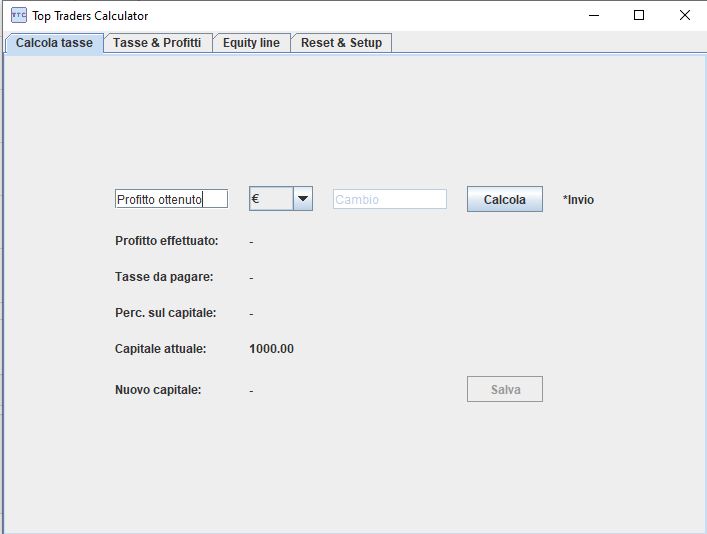 TTC Top Traders Calculator
Calcola tasse Tasse & Profitti Equity line Reset & Setup
Profitto ottenuto € Cambio Calcola *Invio
Profitto effettuato: -
Tasse da pagare: -
Perc. sul capitale: -
Capitale attuale: 1000.00
Nuovo capitale: - Salva